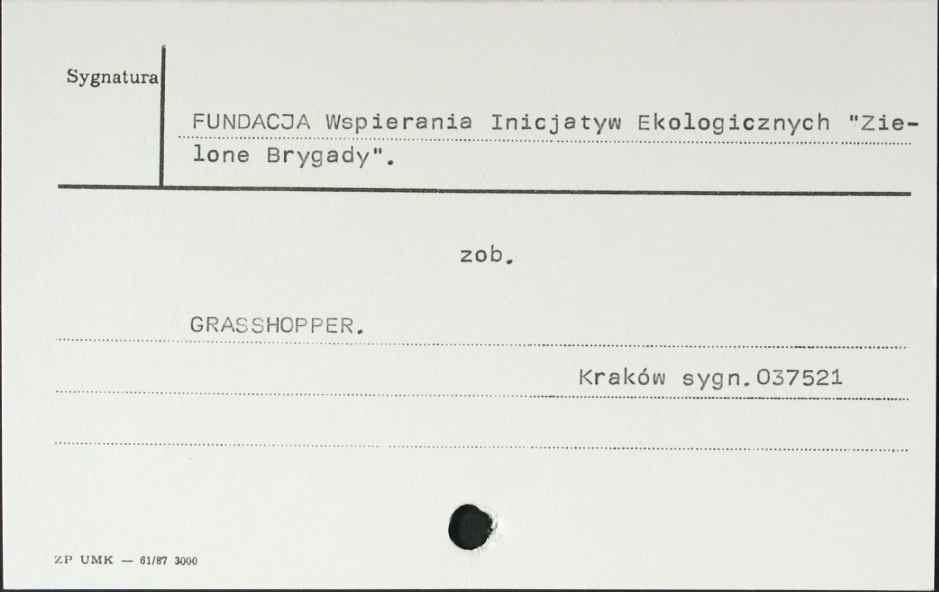 Sygnatura
FUNDACJA Wspierania Inicjatyw Ekologicznych "Zie-
lone Brygady".
zob.
GRASSHOPPER.
Kraków sygn.037521
ZP UMK — 61/87 3000